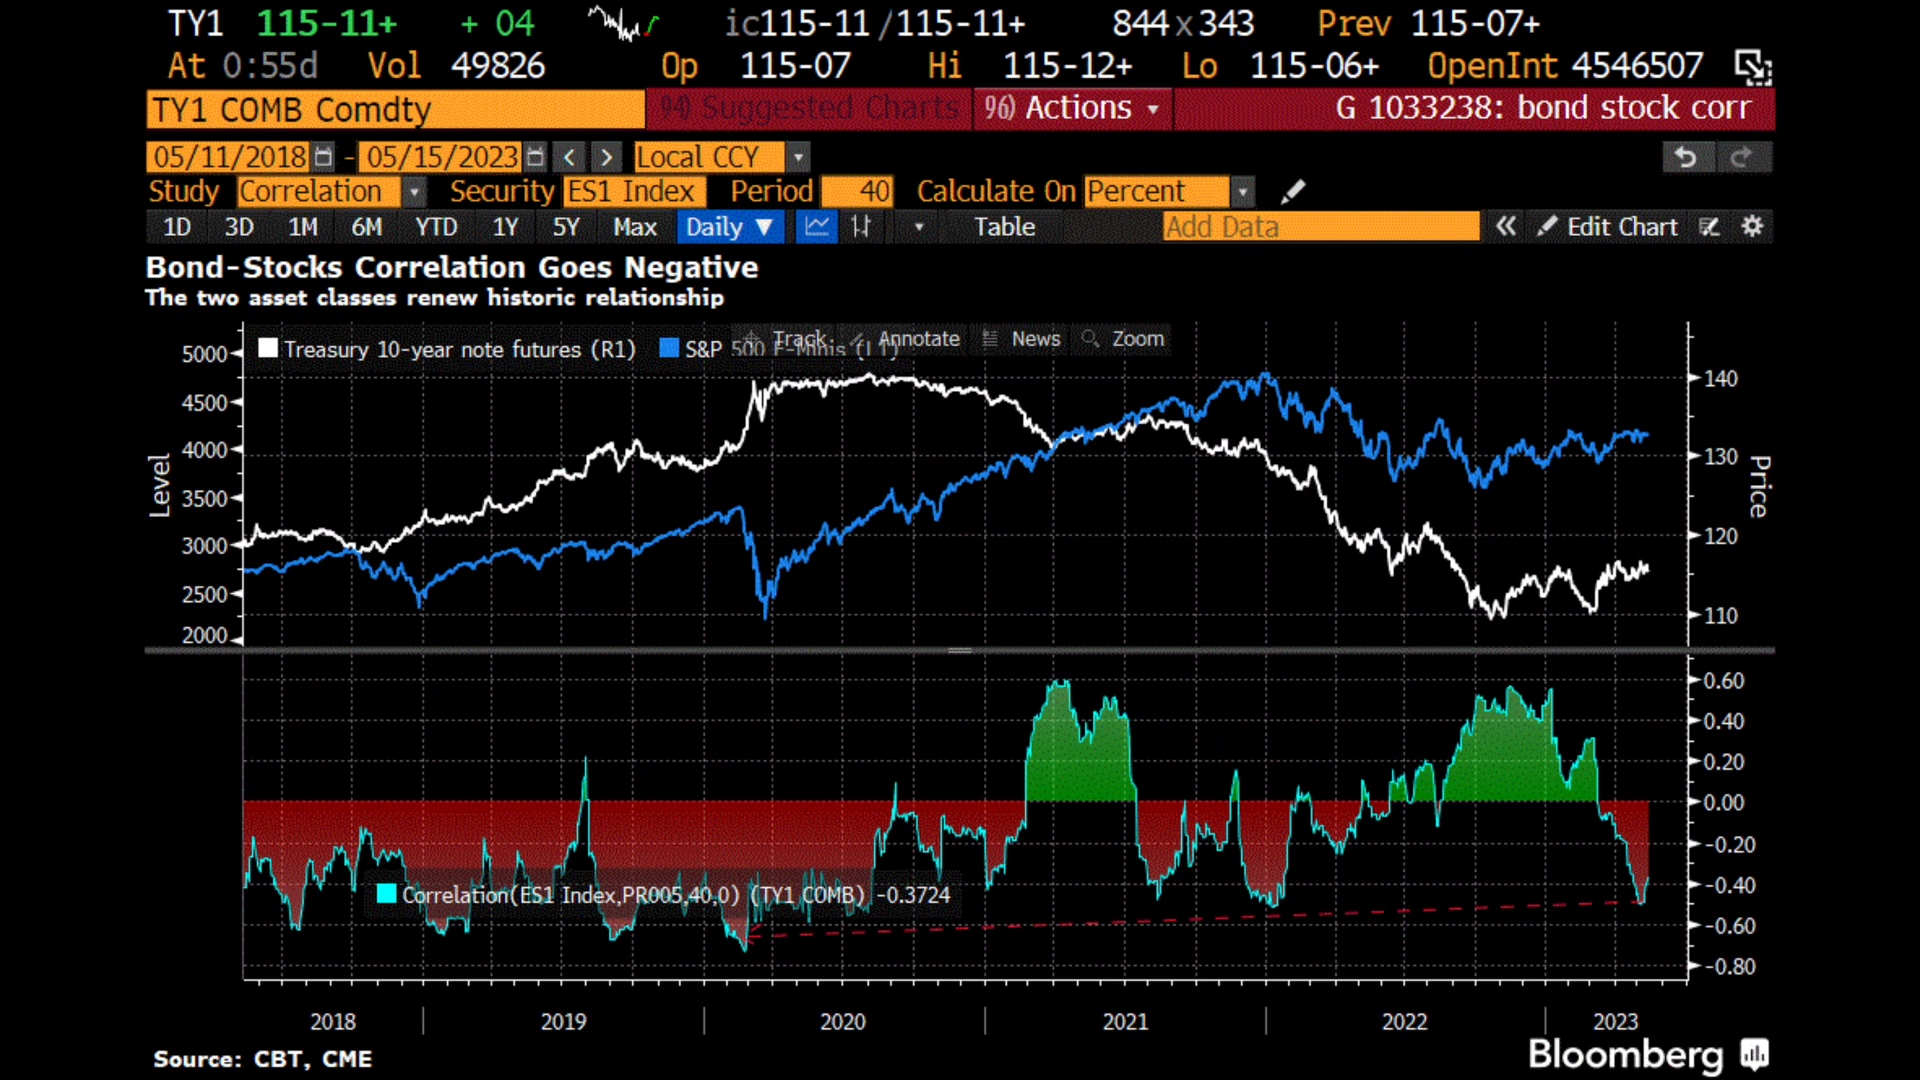 TY1 115-11+ + 04 ic115-11 /115-11+ 844 x 343 Prev 115-07+
At 0:55d Vol 49826 Op 115-07 Hi 115-12+ Lo 115-06+ OpenInt 4546507
TY1 COMB Comdty 94) Suggested Charts 96) Actions G 1033238: bond stock corr
05/11/2018 - 05/15/2023 Local CCY
Study Correlation Security ES1 Index Period 40 Calculate On Percent
1D 3D 1M 6M YTD 1Y 5Y Max Daily ▼ Table Add Data « Edit Chart
Bond-Stocks Correlation Goes Negative
The two asset classes renew historic relationship
Track Annotate News Zoom
Treasury 10-year note futures (R1) S&P 500 E-Minis (L1)
5000
4500
4000
3500
3000
2500
2000
Level
140
130
120
110
Price
0.60
0.40
0.20
0.00
-0.20
-0.40
-0.60
-0.80
Correlation(ES1 Index,PR005,40,0) (TY1 COMB) -0.3724
2018 2019 2020 2021 2022 2023
Source: CBT, CME
Bloomberg